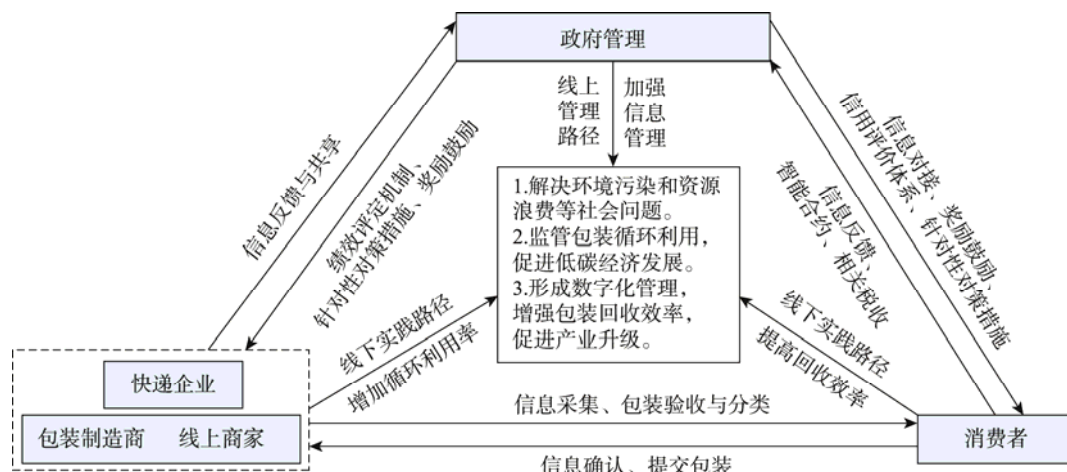 政府管理
线上
管理
路径
加强
信息
管理
信息反馈与共享
绩效评定机制、
针对性对策措施、奖励鼓励
信息对接、奖励鼓励、
信用评价体系、针对性对策措施
信息反馈、
智能合约、相关税收
1.解决环境污染和资源
浪费等社会问题。
2.监管包装循环利用，
促进低碳经济发展。
3.形成数字化管理，
增强包装回收效率，
促进产业升级。
线下实践路径
增加循环利用率
线下实践路径
提高回收效率
快递企业
包装制造商 线上商家
信息采集、包装验收与分类
消费者
信息确认、提交包装